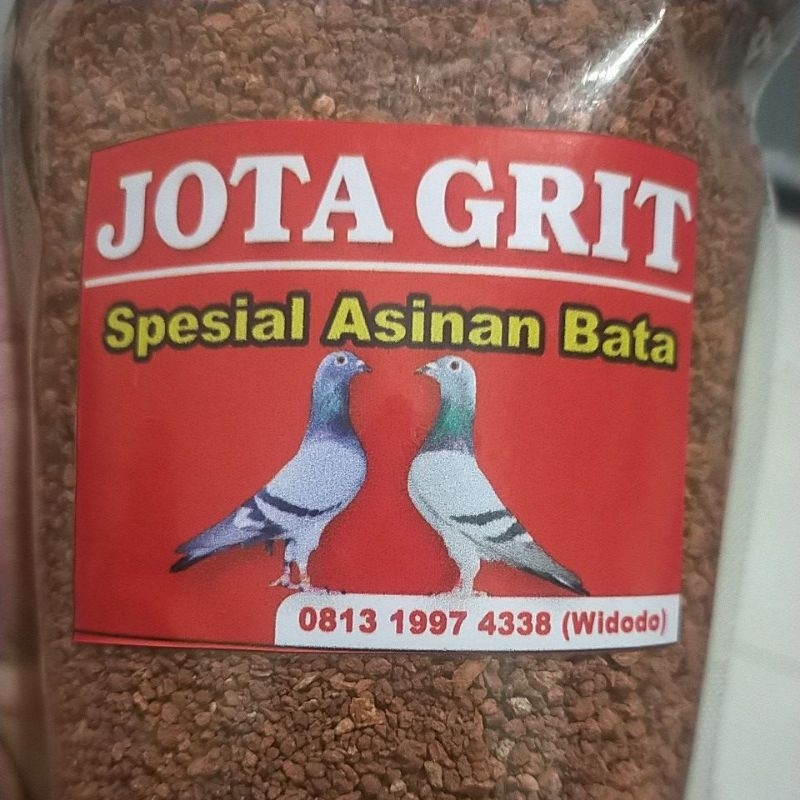 JOTA GRIT
Spesial Asinan Bata
0813 1997 4338 (Widodo)